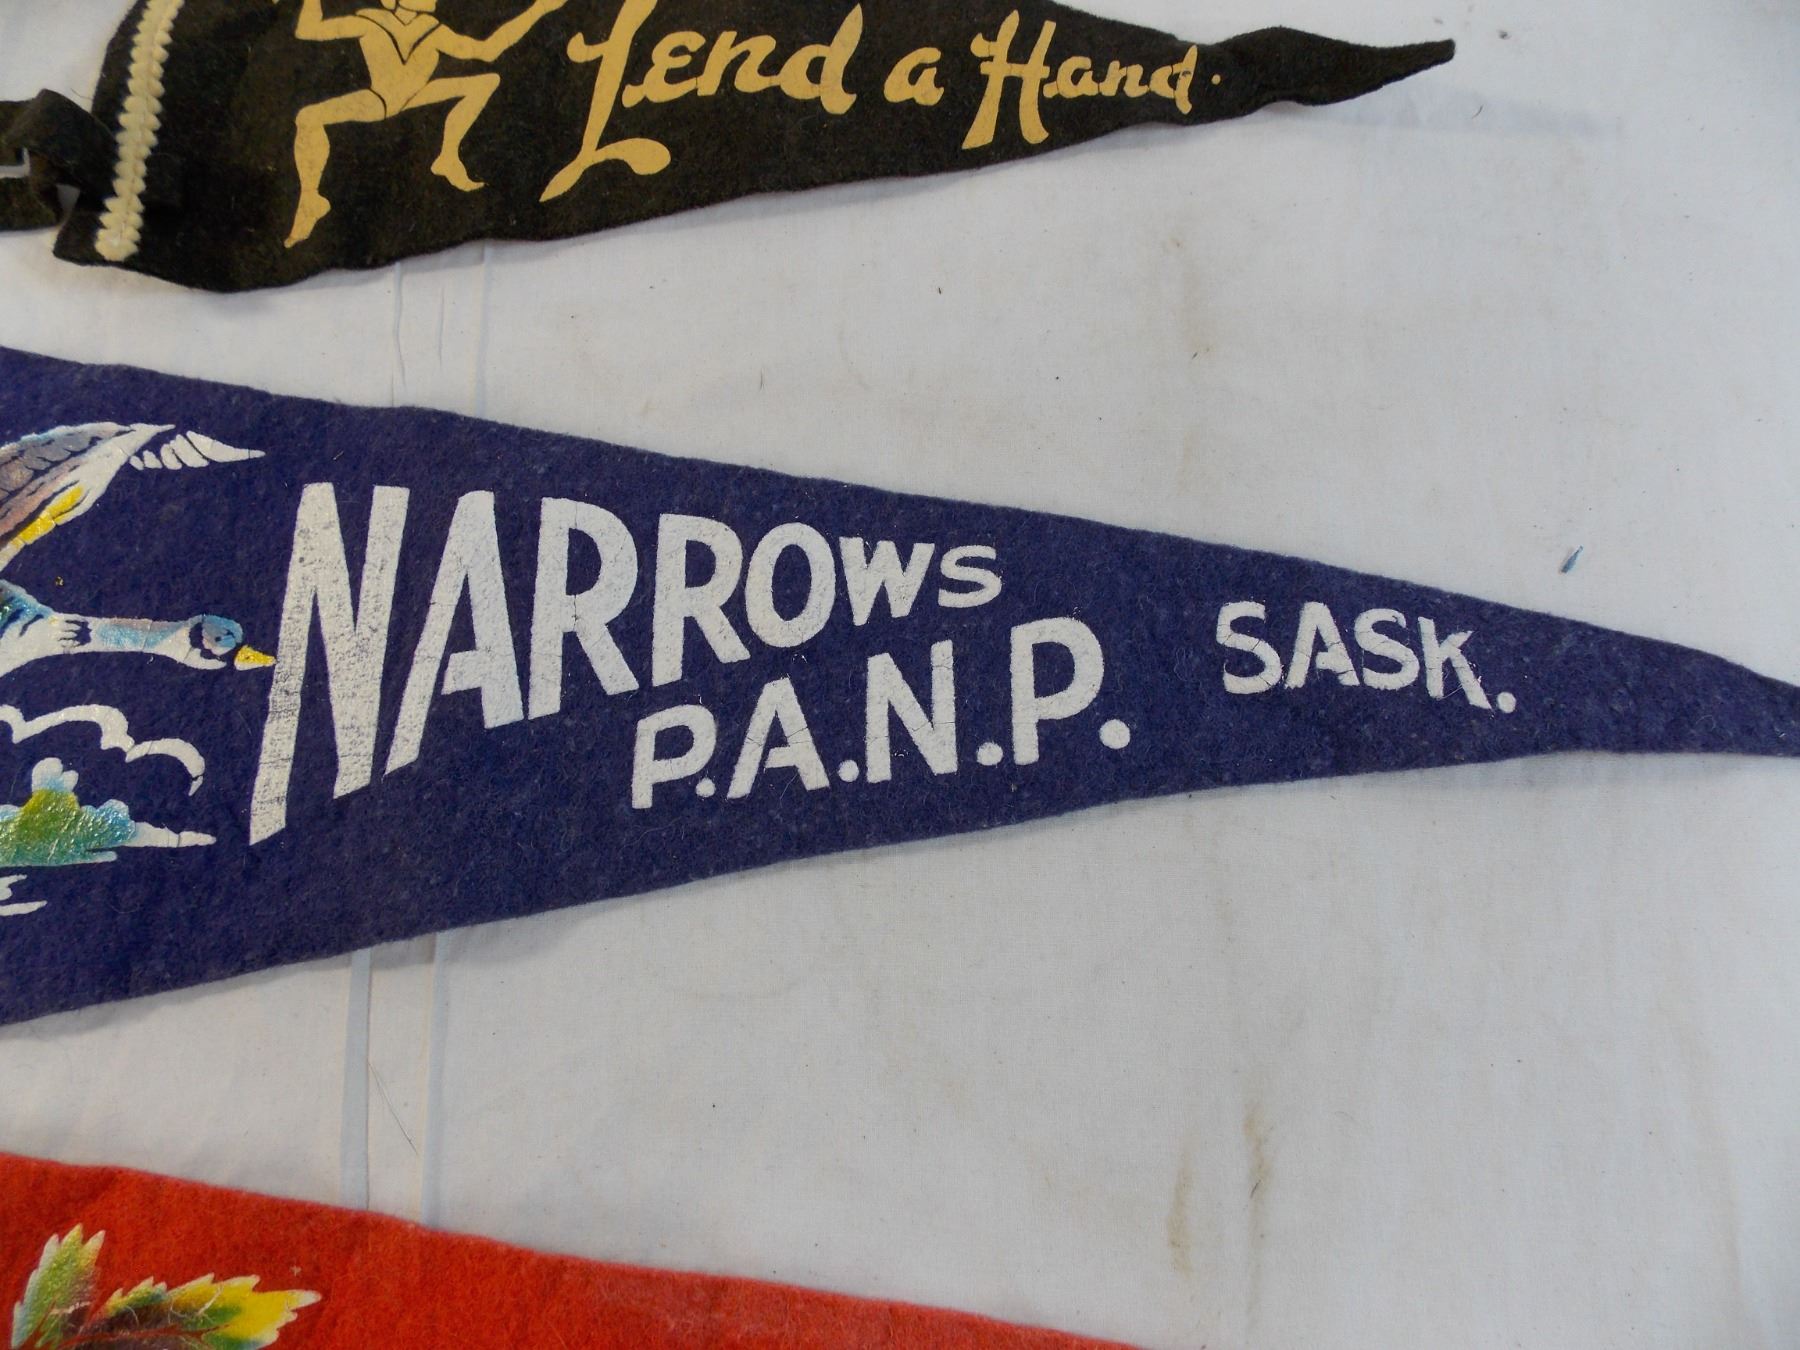 Lend a Hand.
NARROWS
P.A.N.P. SASK.